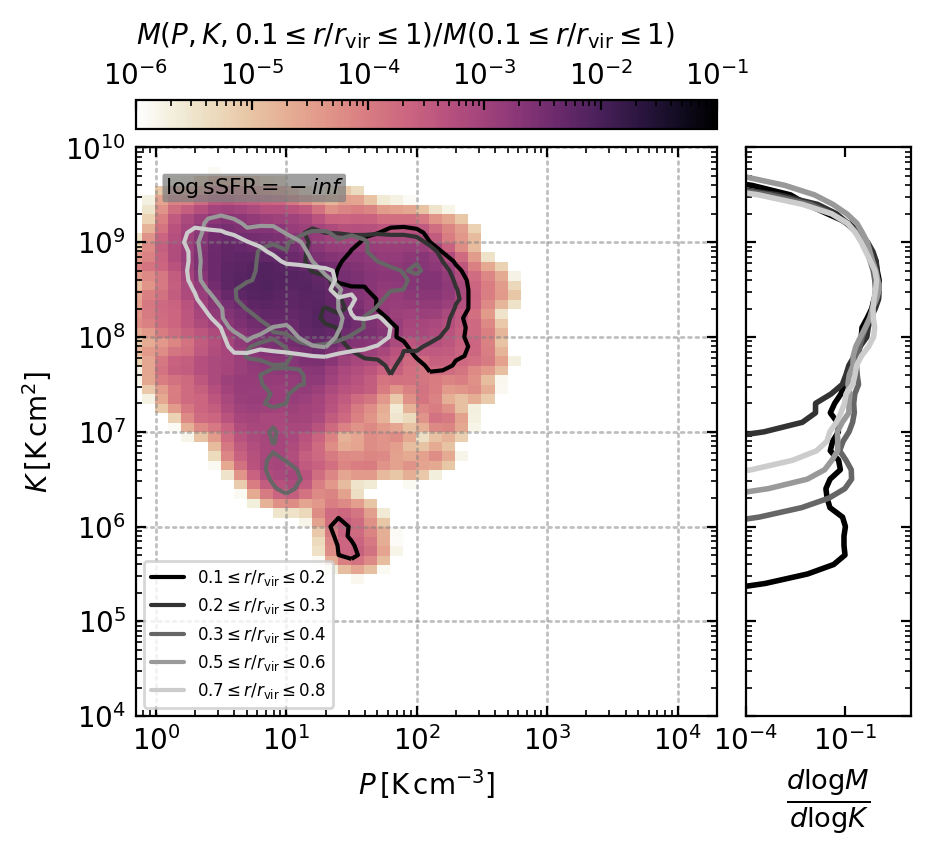 M(P, K, 0.1 ≤ r/r_vir ≤ 1)/M(0.1 ≤ r/r_vir ≤ 1)
10^−6 10^−5 10^−4 10^−3 10^−2 10^−1
log sSFR = −inf
10^10
10^9
10^8
10^7
10^6
10^5
10^4
K [K cm^2]
0.1 ≤ r/r_vir ≤ 0.2
0.2 ≤ r/r_vir ≤ 0.3
0.3 ≤ r/r_vir ≤ 0.4
0.5 ≤ r/r_vir ≤ 0.6
0.7 ≤ r/r_vir ≤ 0.8
10^0 10^1 10^2 10^3 10^4
P [K cm^−3]
10^−4 10^−1
dlogM
dlogK